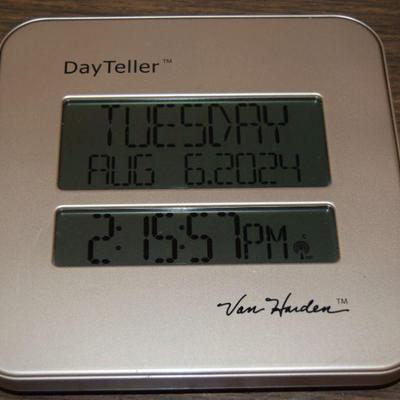 DayTeller™
TUESDAY
AUG 6.2024
2:15:57PM
Van Harden™